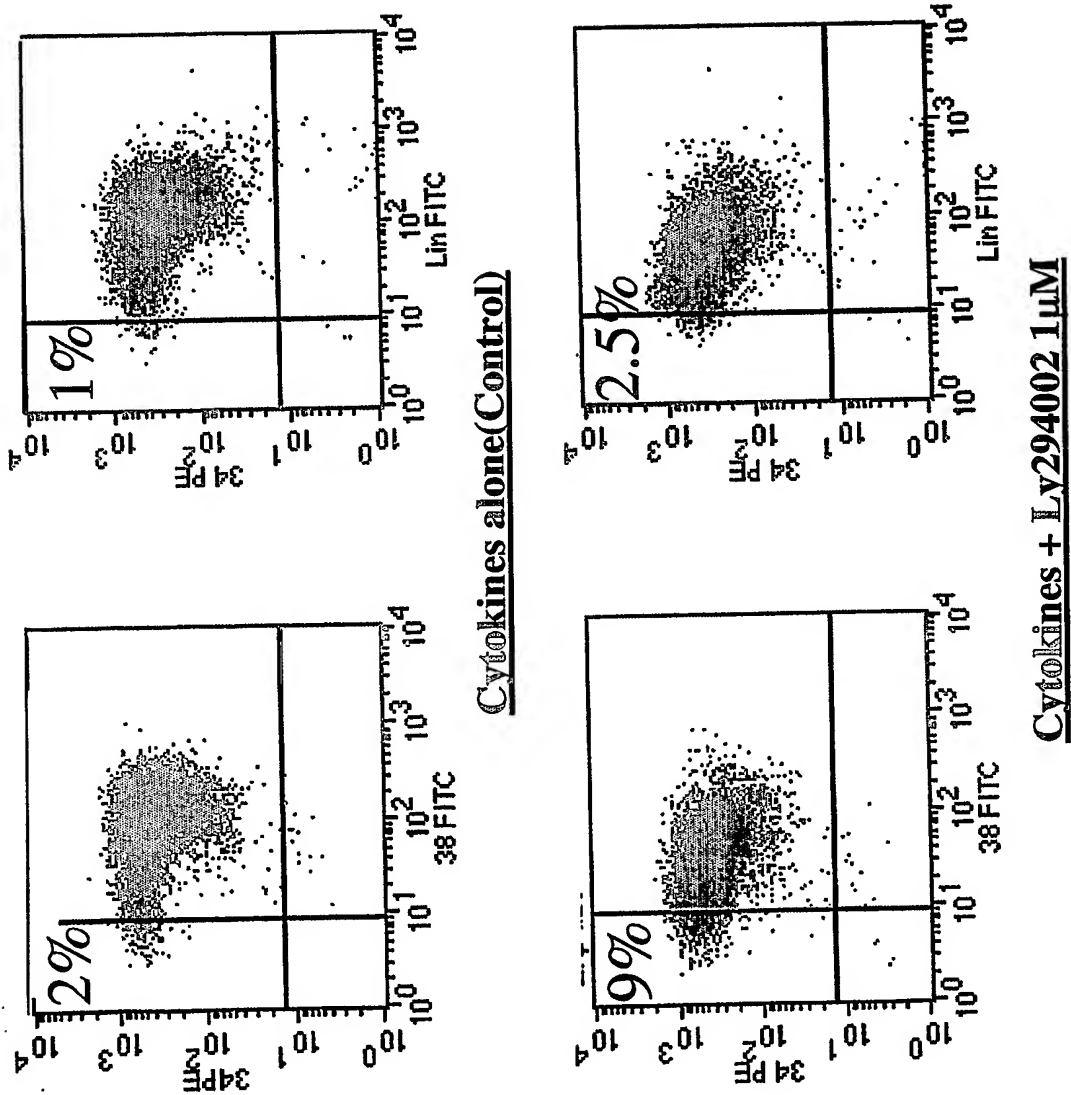 10⁴
10³
10²
10¹
10⁰
34 PE
2%
10⁰ 10¹ 10² 10³ 10⁴
38 FITC
10⁴
10³
10²
10¹
10⁰
34 PE
1%
10⁰ 10¹ 10² 10³ 10⁴
Lin FITC
Cytokines alone(Control)
10⁴
10³
10²
10¹
10⁰
34 PE
9%
10⁰ 10¹ 10² 10³ 10⁴
38 FITC
10⁴
10³
10²
10¹
10⁰
34 PE
2.5%
10⁰ 10¹ 10² 10³ 10⁴
Lin FITC
Cytokines + Ly294002 1µM